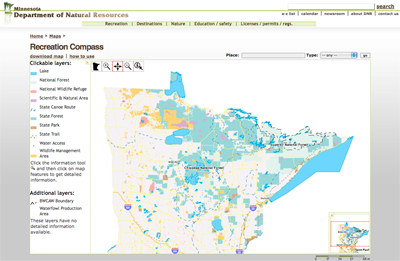 Minnesota
Department of Natural Resources
search
a-z list | calendar | newsroom | about DNR | contact us
Recreation | Destinations | Nature | Education / safety | Licenses / permits / regs.
Home > Maps >
Recreation Compass
download map | how to use
Place: Type: -- any -- go
Clickable layers:
Lake
National Forest
National Wildlife Refuge
Scientific & Natural Area
State Canoe Route
State Forest
State Park
State Trail
Water Access
Wildlife Management
Area
Click the information tool
and then click on map
features to get detailed
information.
Additional layers:
BWCAW Boundary
Waterfowl Production
Area
These layers have no
detailed information
available.
Superior National Forest
Chippewa National Forest